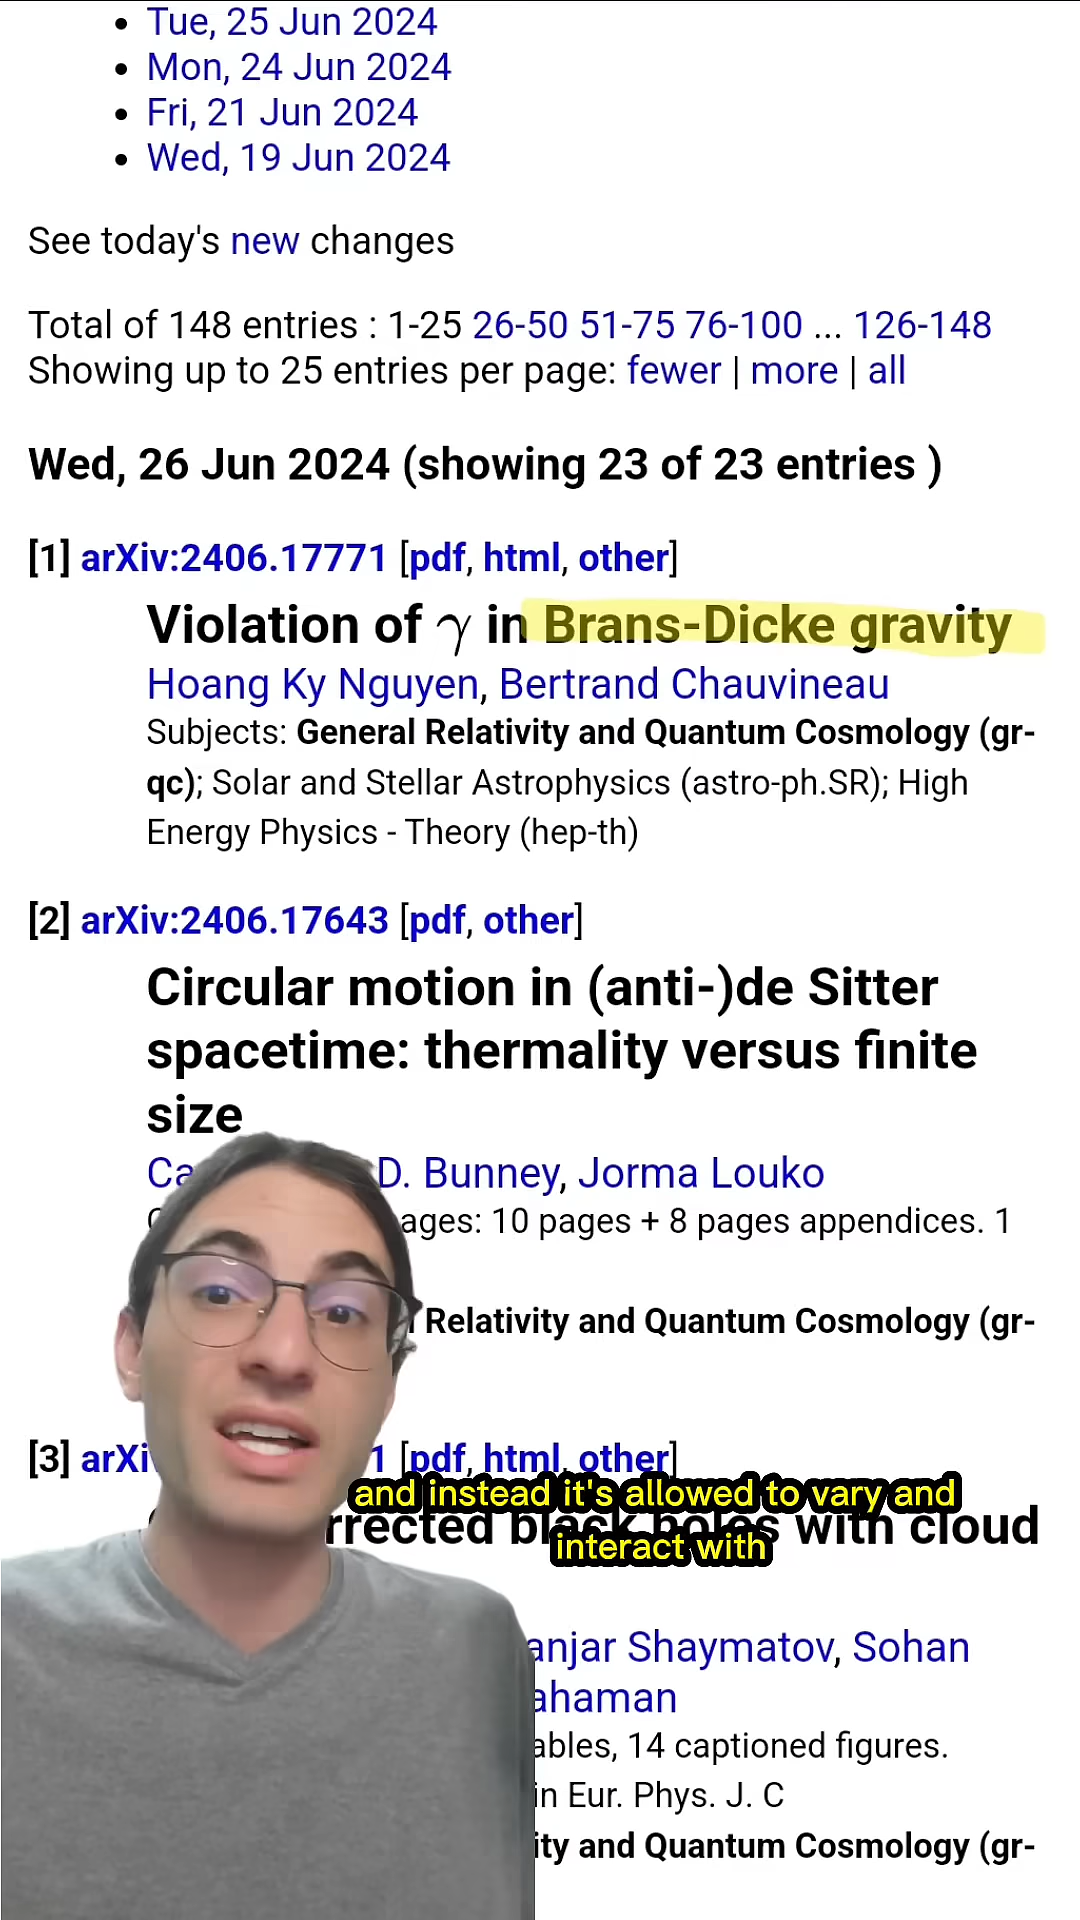 Tue, 25 Jun 2024
Mon, 24 Jun 2024
Fri, 21 Jun 2024
Wed, 19 Jun 2024
See today's new changes
Total of 148 entries : 1-25 26-50 51-75 76-100 ... 126-148
Showing up to 25 entries per page: fewer | more | all
Wed, 26 Jun 2024 (showing 23 of 23 entries )
[1] arXiv:2406.17771 [pdf, html, other]
Violation of γ in Brans-Dicke gravity
Hoang Ky Nguyen, Bertrand Chauvineau
Subjects: General Relativity and Quantum Cosmology (gr-
qc); Solar and Stellar Astrophysics (astro-ph.SR); High
Energy Physics - Theory (hep-th)
[2] arXiv:2406.17643 [pdf, other]
Circular motion in (anti-)de Sitter
spacetime: thermality versus finite
size
D. Bunney, Jorma Louko
10 pages + 8 pages appendices. 1
Relativity and Quantum Cosmology (gr-
[3] [pdf, html, other]
and instead it's allowed to vary and
interact with
black holes with cloud
Shaymatov, Sohan
14 captioned figures.
in Eur. Phys. J. C
and Quantum Cosmology (gr-